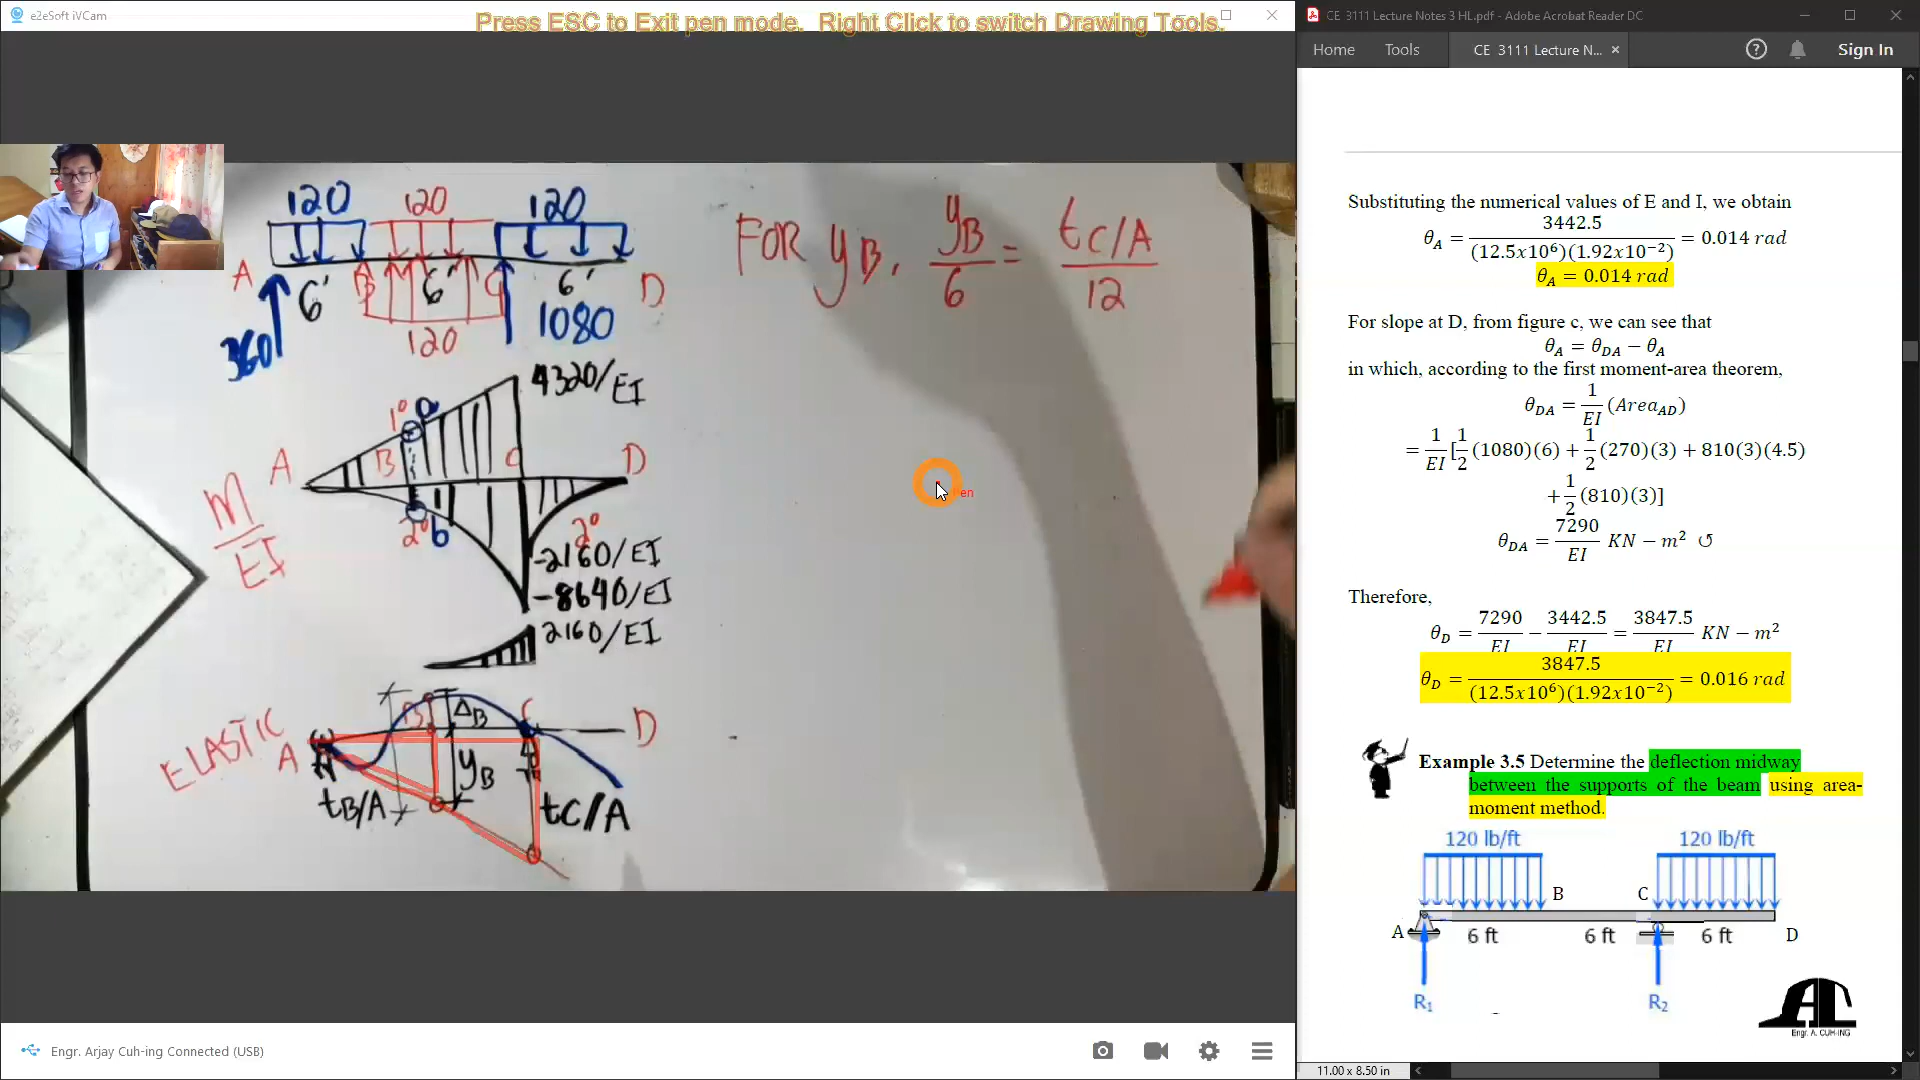 e2eSoft iVCam
Press ESC to Exit pen mode. Right Click to switch Drawing Tools.
120 120 120
A B C D
6' 6' 6'
360 120 1080
FOR yB, yB/6 = tC/A/12
4320/EI
1° a
A B C D
M/EI
2° b 2°
-2160/EI
-8640/EI
2160/EI
ELASTIC
A B ΔB C D
yB
tB/A tC/A
Pen
Engr. Arjay Cuh-ing Connected (USB)
CE 3111 Lecture Notes 3 HL.pdf - Adobe Acrobat Reader DC
Home Tools CE 3111 Lecture N... × ? Sign In
Substituting the numerical values of E and I, we obtain
θA = 3442.5/(12.5x10⁶)(1.92x10⁻²) = 0.014 rad
θA = 0.014 rad
For slope at D, from figure c, we can see that
θA = θDA − θA
in which, according to the first moment-area theorem,
θDA = 1/EI (AreaAD)
= 1/EI [1/2 (1080)(6) + 1/2 (270)(3) + 810(3)(4.5)
+ 1/2 (810)(3)]
θDA = 7290/EI KN − m² ↺
Therefore,
θD = 7290/EI − 3442.5/EI = 3847.5/EI KN − m²
θD = 3847.5/(12.5x10⁶)(1.92x10⁻²) = 0.016 rad
Example 3.5 Determine the deflection midway
between the supports of the beam using area-
moment method.
120 lb/ft 120 lb/ft
B C
A 6 ft 6 ft 6 ft D
R₁ R₂
Engr. A. CUH-ING
11.00 x 8.50 in